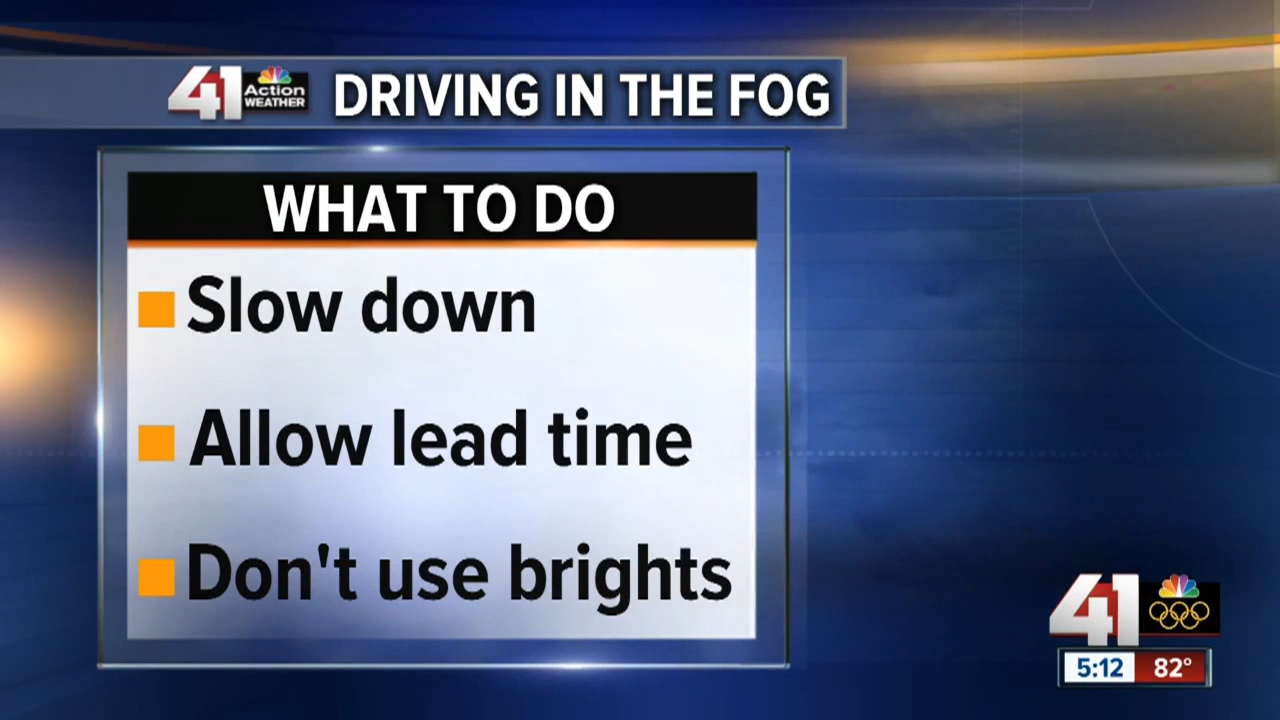 41 Action WEATHER DRIVING IN THE FOG
WHAT TO DO
Slow down
Allow lead time
Don't use brights
41
5:12 82°